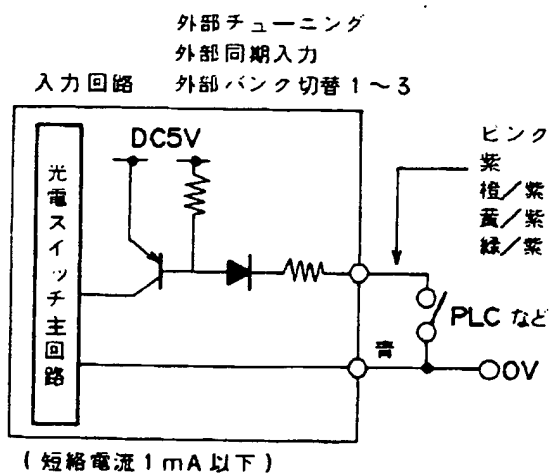 外部チューニング
外部同期入力
入力回路 外部バンク切替1～3
DC5V
光電スイッチ主回路
ピンク
紫
橙/紫
黄/紫
緑/紫
PLCなど
青
0V
(短絡電流1mA以下)